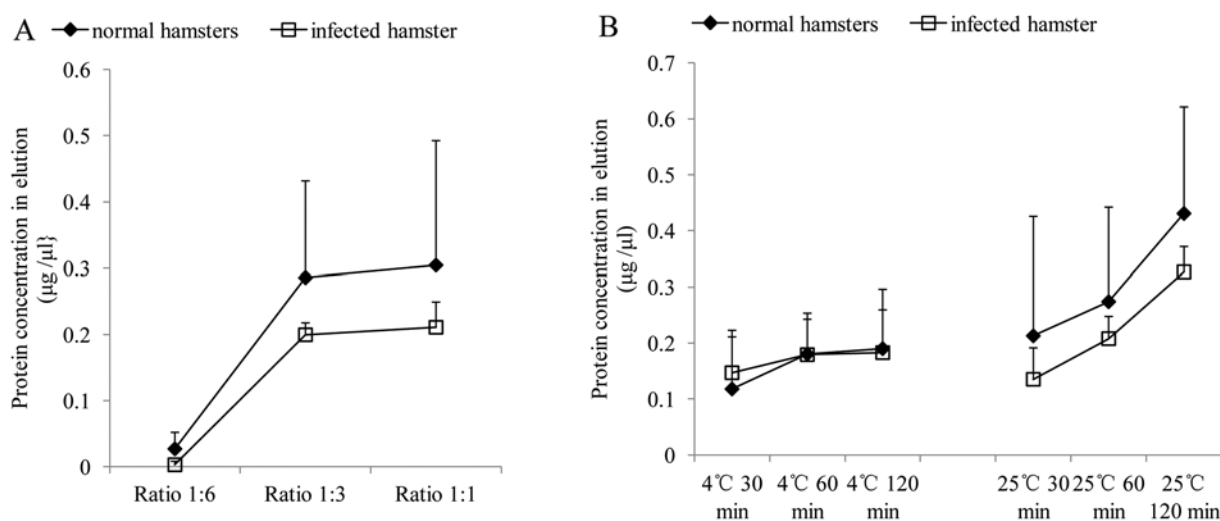 A
normal hamsters
infected hamster
Protein concentration in elution
(μg /μl}
0.6
0.5
0.4
0.3
0.2
0.1
0
Ratio 1:6
Ratio 1:3
Ratio 1:1
B
normal hamsters
infected hamster
Protein concentration in elution
(μg /μl)
0.7
0.6
0.5
0.4
0.3
0.2
0.1
0
4℃ 30
min
4℃ 60
min
4℃ 120
min
25℃ 30
min
25℃ 60
min
25℃
120 min